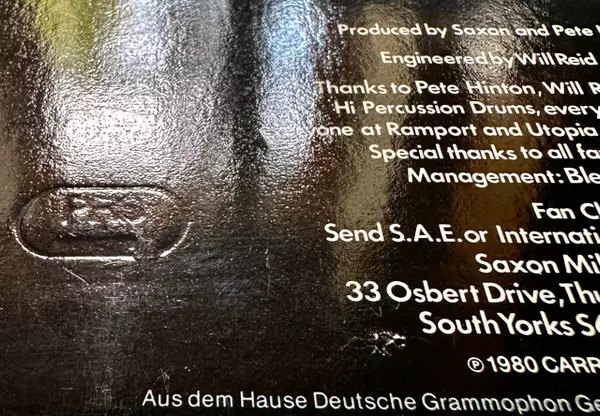 Produced by Saxon and Pete
Engineered by Will Reid
Thanks to Pete Hinton, Will R
Hi Percussion Drums, every
one at Ramport and Utopia
Special thanks to all fa
Management: Ble
Fan Cl
Send S.A.E. or Internati
Saxon Mil
33 Osbert Drive, Thu
South Yorks S
℗ 1980 CARR
Aus dem Hause Deutsche Grammophon Ge